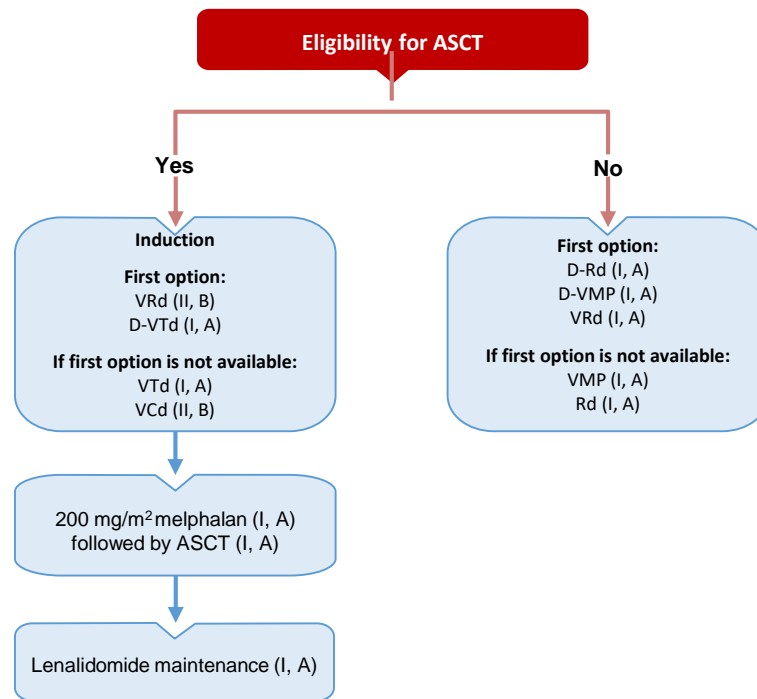 Eligibility for ASCT
Yes
No
Induction
First option:
VRd (II, B)
D-VTd (I, A)
If first option is not available:
VTd (I, A)
VCd (II, B)
First option:
D-Rd (I, A)
D-VMP (I, A)
VRd (I, A)
If first option is not available:
VMP (I, A)
Rd (I, A)
200 mg/m² melphalan (I, A)
followed by ASCT (I, A)
Lenalidomide maintenance (I, A)